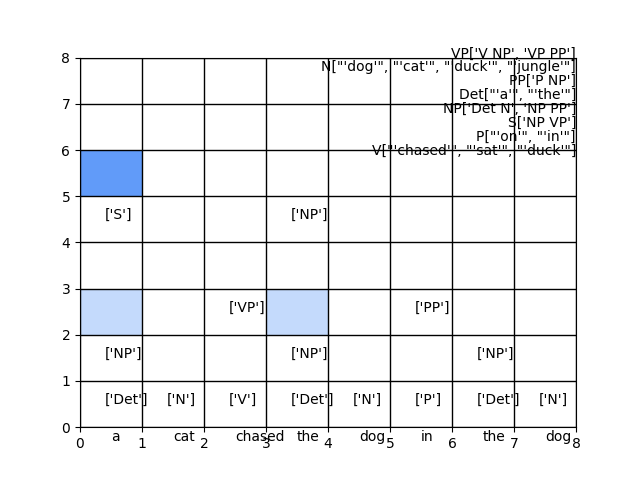 VP['V NP', 'VP PP']
8
N["'dog'", "'cat'", "'duck'", "'jungle'"]
PP['P NP']
Det["'a'", "'the'"]
7
NP['Det N', 'NP PP']
S['NP VP']
P["'on'", "'in'"]
6
V["'chased'", "'sat'", "'duck'"]
5
['S'] ['NP']
4
3
['VP'] ['PP']
2
['NP'] ['NP'] ['NP']
1
['Det'] ['N'] ['V'] ['Det'] ['N'] ['P'] ['Det'] ['N']
0
a cat chased the dog in the dog
0 1 2 3 4 5 6 7 8